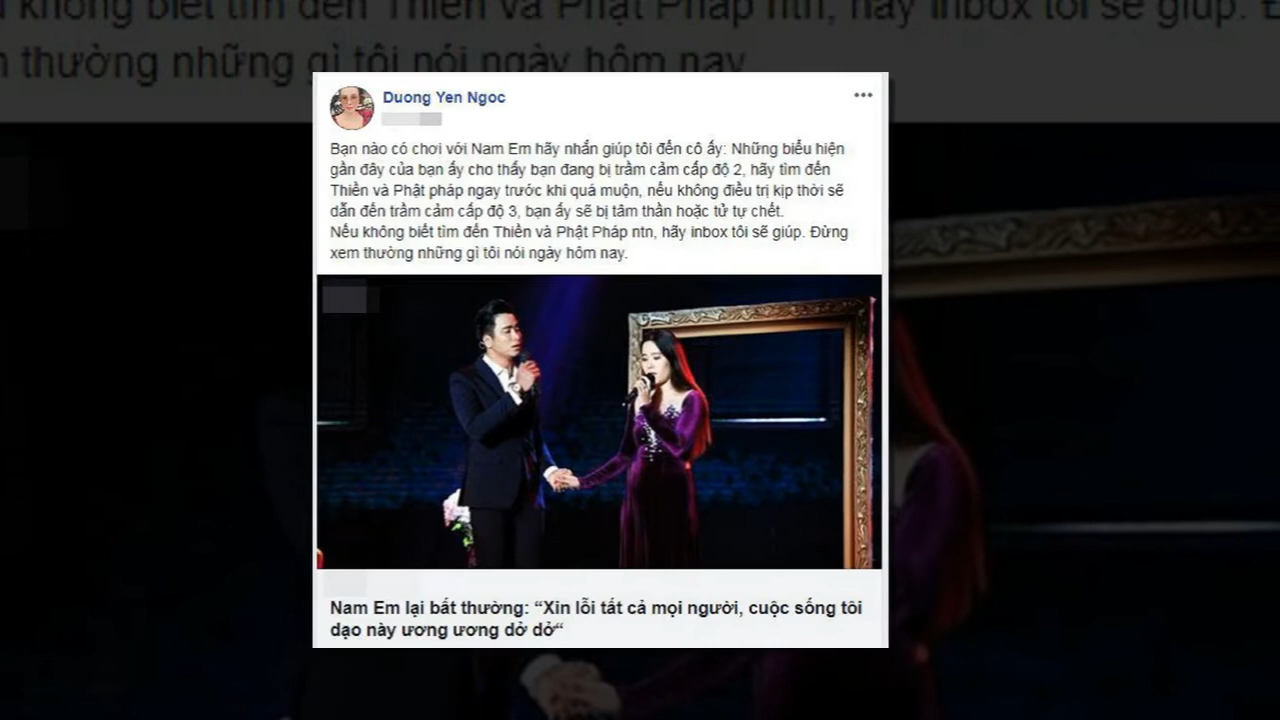 không biết tìm đến Thiền và Phật Pháp ntn, hãy inbox tôi sẽ giúp. Đ
n thường những gì tôi nói ngày hôm nay.
Duong Yen Ngoc
Bạn nào có chơi với Nam Em hãy nhắn giúp tôi đến cô ấy: Những biểu hiện
gần đây của bạn ấy cho thấy bạn đang bị trầm cảm cấp độ 2, hãy tìm đến
Thiền và Phật pháp ngay trước khi quá muộn, nếu không điều trị kịp thời sẽ
dẫn đến trầm cảm cấp độ 3, bạn ấy sẽ bị tâm thần hoặc tử tự chết.
Nếu không biết tìm đến Thiền và Phật Pháp ntn, hãy inbox tôi sẽ giúp. Đừng
xem thường những gì tôi nói ngày hôm nay.
Nam Em lại bất thường: “Xin lỗi tất cả mọi người, cuộc sống tôi
dạo này ương ương dở dở“